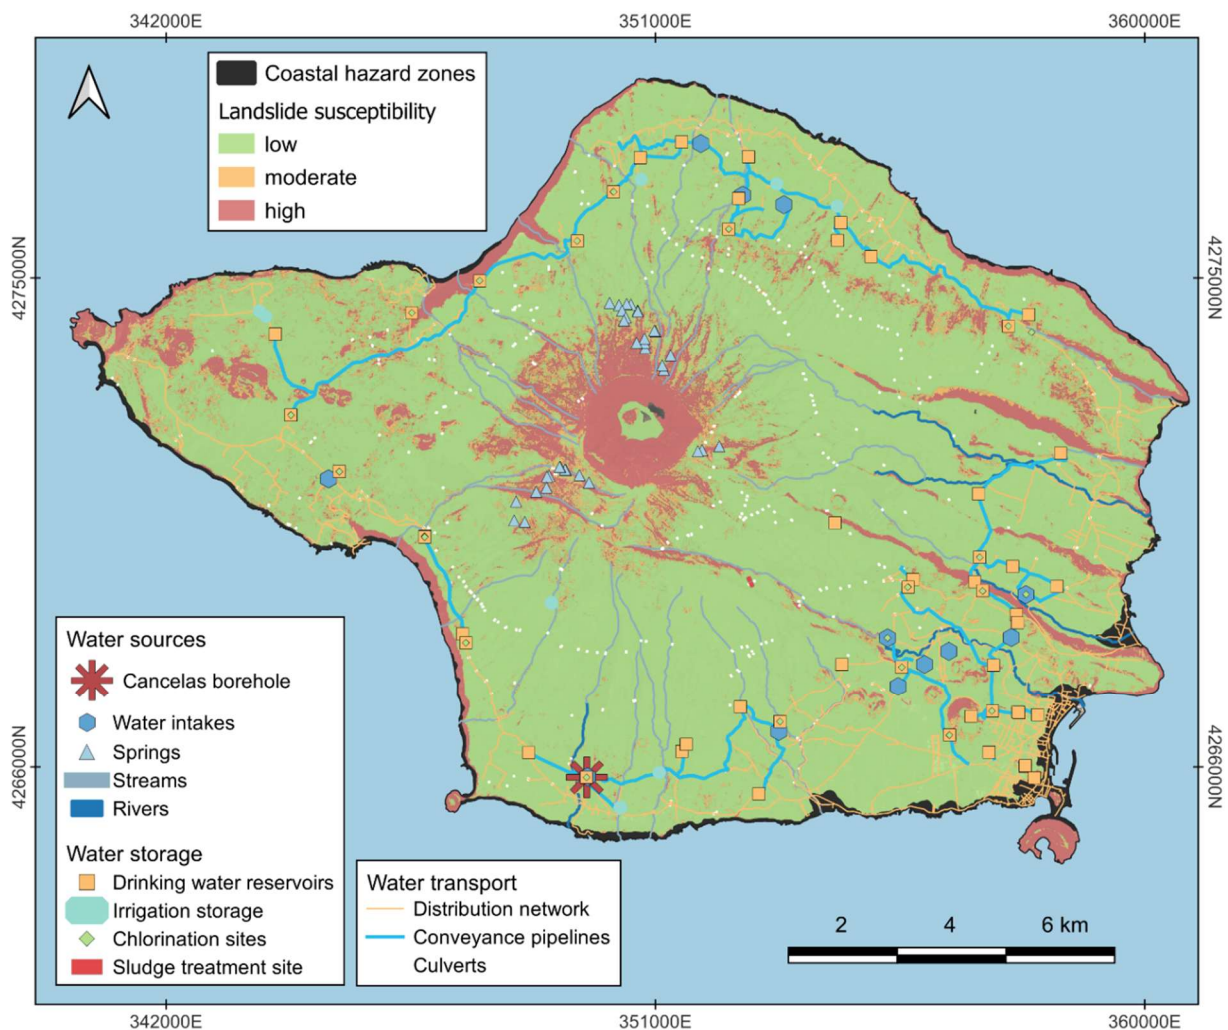 342000E
351000E
360000E
Coastal hazard zones
Landslide susceptibility
low
moderate
high
4275000N
4275000N
4266000N
4266000N
Water sources
Cancelas borehole
Water intakes
Springs
Streams
Rivers
Water storage
Drinking water reservoirs
Irrigation storage
Chlorination sites
Sludge treatment site
Water transport
Distribution network
Conveyance pipelines
Culverts
2
4
6 km
342000E
351000E
360000E